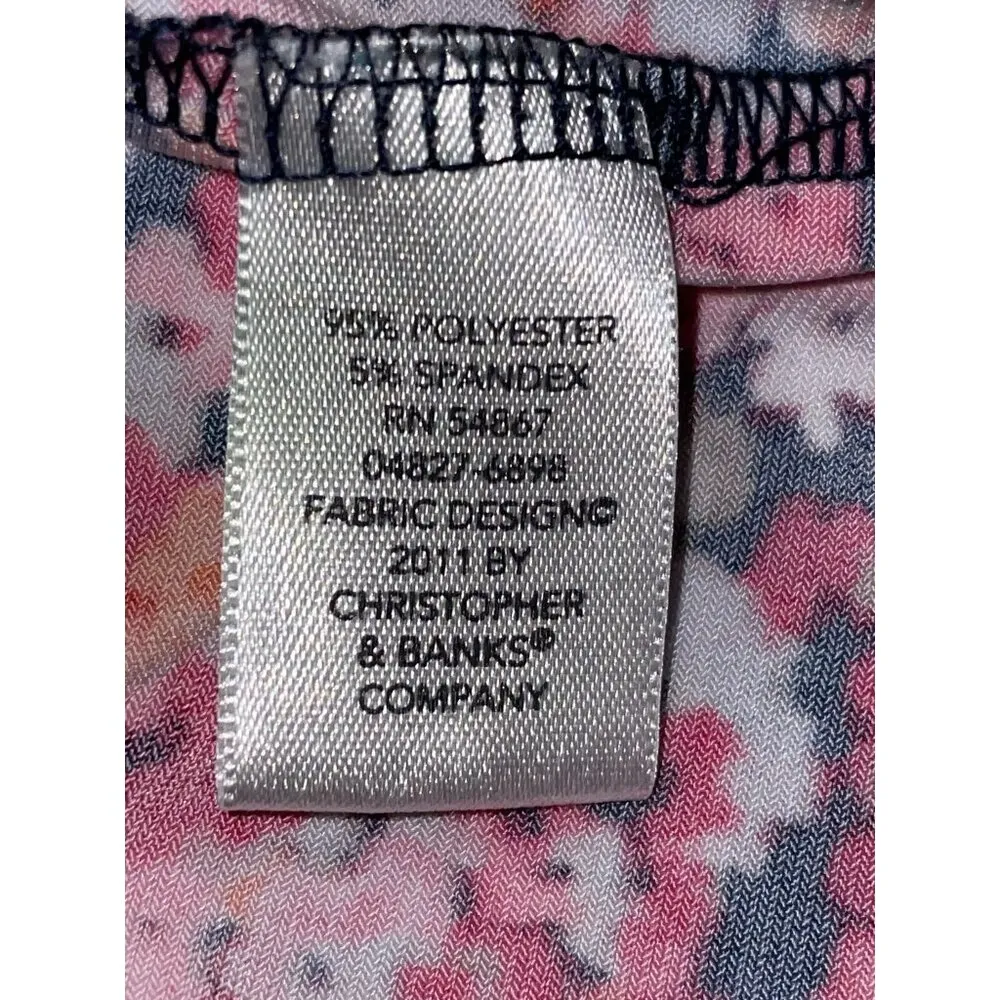 95% POLYESTER
5% SPANDEX
RN 54867
04827-6898
FABRIC DESIGN©
2011 BY
CHRISTOPHER
& BANKS®
COMPANY